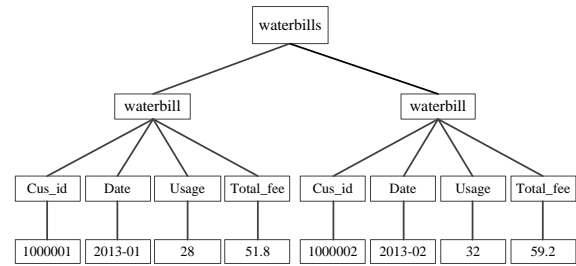 waterbills
waterbill waterbill
Cus_id Date Usage Total_fee Cus_id Date Usage Total_fee
1000001 2013-01 28 51.8 1000002 2013-02 32 59.2